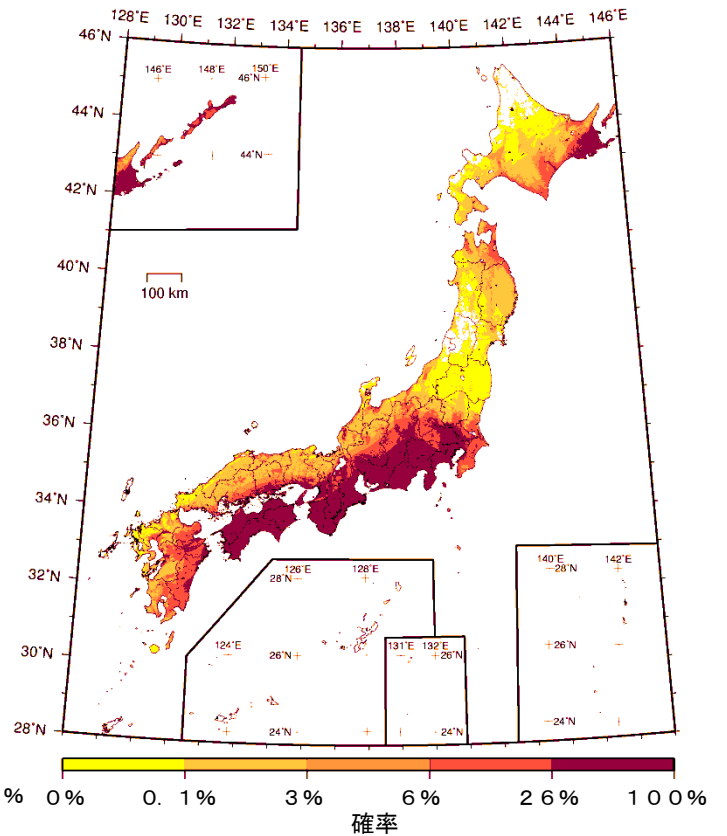 128°E 130°E 132°E 134°E 136°E 138°E 140°E 142°E 144°E 146°E
46°N
146°E 148°E 150°E
46°N
44°N
44°N
42°N
40°N
100 km
38°N
36°N
34°N
32°N
126°E 128°E
28°N
140°E 142°E
28°N
124°E
26°N
131°E 132°E
26°N
26°N
30°N
24°N
24°N
24°N
28°N
% 0% 0.1% 3% 6% 26% 100%
確率